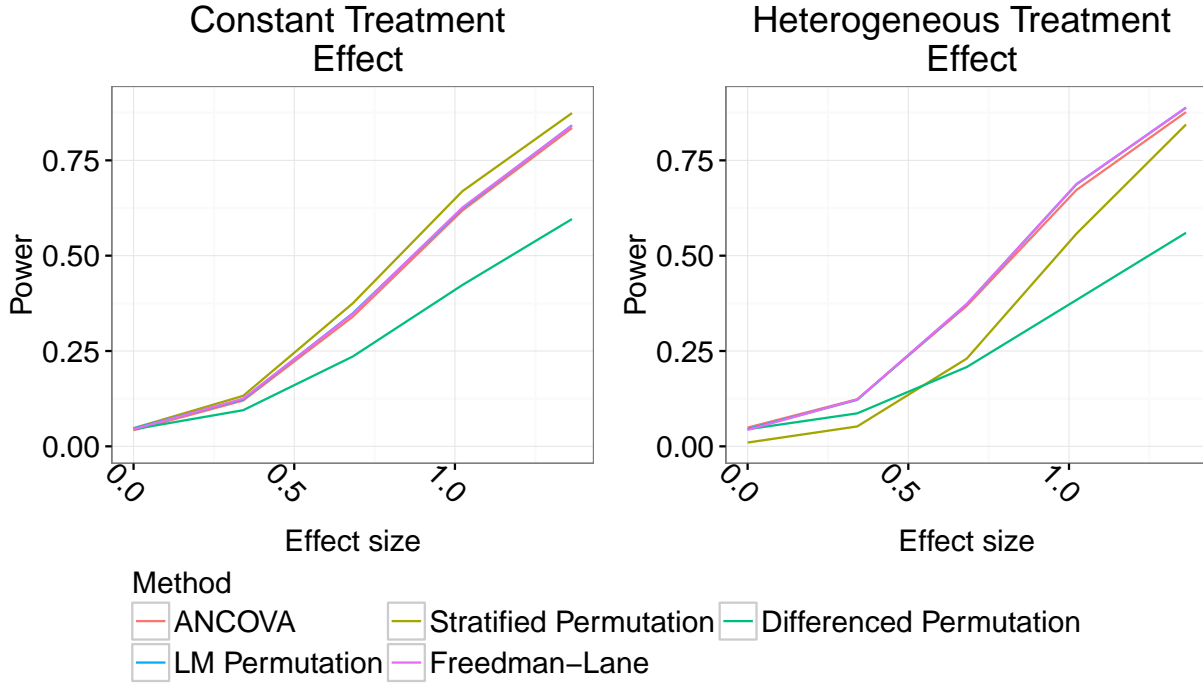 Constant Treatment
Effect
Heterogeneous Treatment
Effect
Power
0.75
0.50
0.25
0.00
0.0
0.5
1.0
Effect size
Power
0.75
0.50
0.25
0.00
0.0
0.5
1.0
Effect size
Method
ANCOVA
Stratified Permutation
Differenced Permutation
LM Permutation
Freedman−Lane